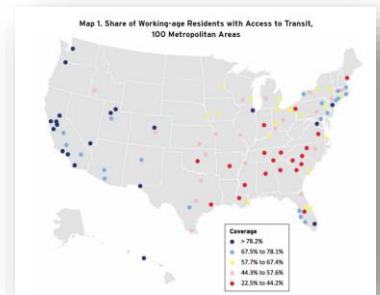 Map 1. Share of Working-age Residents with Access to Transit,
100 Metropolitan Areas
Coverage
> 78.2%
67.5% to 78.1%
57.7% to 67.4%
44.3% to 57.6%
22.5% to 44.2%